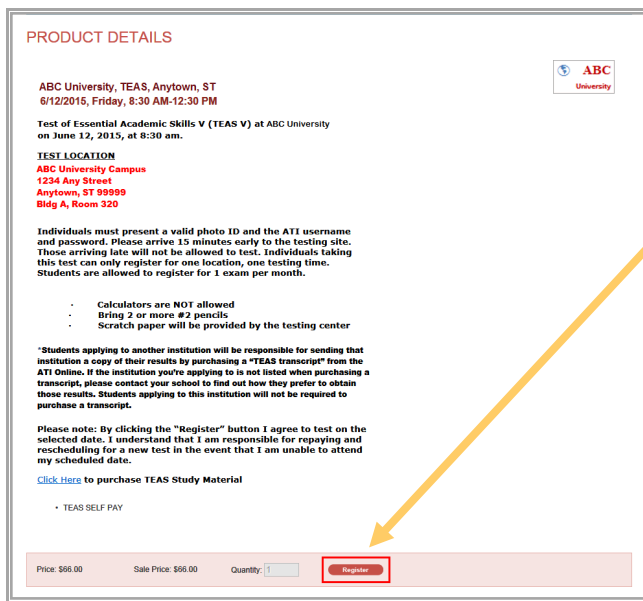 PRODUCT DETAILS
ABC
University
ABC University, TEAS, Anytown, ST
6/12/2015, Friday, 8:30 AM-12:30 PM
Test of Essential Academic Skills V (TEAS V) at ABC University
on June 12, 2015, at 8:30 am.
TEST LOCATION
ABC University Campus
1234 Any Street
Anytown, ST 99999
Bldg A, Room 320
Individuals must present a valid photo ID and the ATI username
and password. Please arrive 15 minutes early to the testing site.
Those arriving late will not be allowed to test. Individuals taking
this test can only register for one location, one testing time.
Students are allowed to register for 1 exam per month.
· Calculators are NOT allowed
· Bring 2 or more #2 pencils
· Scratch paper will be provided by the testing center
*Students applying to another institution will be responsible for sending that
institution a copy of their results by purchasing a “TEAS transcript” from the
ATI Online. If the institution you’re applying to is not listed when purchasing a
transcript, please contact your school to find out how they prefer to obtain
those results. Students applying to this institution will not be required to
purchase a transcript.
Please note: By clicking the “Register” button I agree to test on the
selected date. I understand that I am responsible for repaying and
rescheduling for a new test in the event that I am unable to attend
my scheduled date.
Click Here to purchase TEAS Study Material
• TEAS SELF PAY
Price: $66.00 Sale Price: $66.00 Quantity: 1 Register